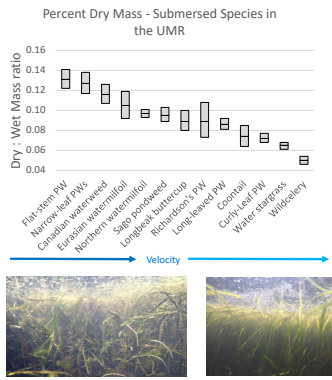 Percent Dry Mass - Submersed Species in
the UMR
Dry : Wet Mass ratio
0.16
0.14
0.12
0.10
0.08
0.06
0.04
Flat-stem PW
Narrow-leaf PWs
Canadian waterweed
Eurasian watermilfoil
Northern watermilfoil
Sago pondweed
Longbeak buttercup
Richardson's PW
Long-leaved PW
Coontail
Curly-Leaf PW
Water stargrass
Wildcelery
Velocity